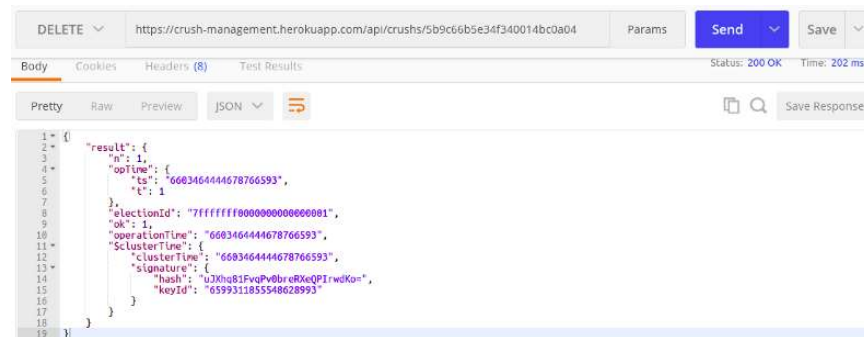 DELETE https://crush-management.herokuapp.com/api/crushs/5b9c66b5e34f340014bc0a04 Params Send Save
Body Cookies Headers (8) Test Results Status: 200 OK Time: 202 ms
Pretty Raw Preview JSON Save Response
1 {
2 "result": {
3 "n": 1,
4 "opTime": {
5 "ts": "6603464444678766593",
6 "t": 1
7 },
8 "electionId": "7fffffff0000000000000001",
9 "ok": 1,
10 "operationTime": "6603464444678766593",
11 "$clusterTime": {
12 "clusterTime": "6603464444678766593",
13 "signature": {
14 "hash": "uJXhq81FvqPv0breRXeQPIrwdKo=",
15 "keyId": "6599311855548628993"
16 }
17 }
18 }
19 }